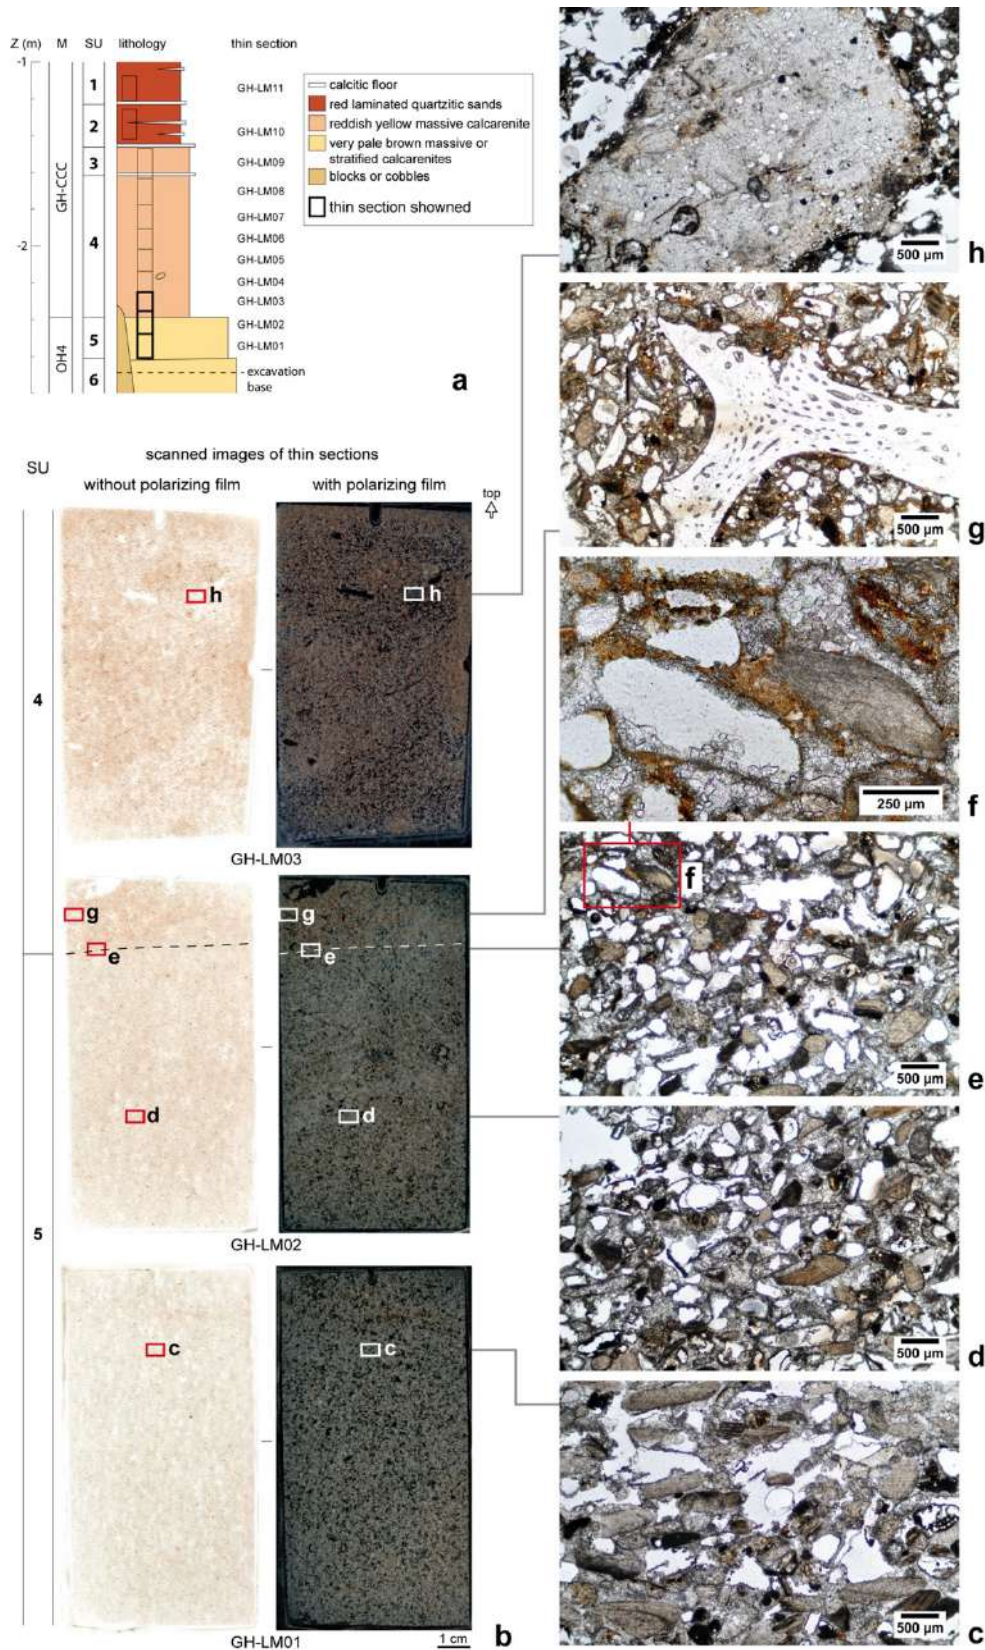 Z (m) M SU lithology thin section
-1
1
GH-LM11
2
GH-LM10
3
GH-LM09
GH-CCC
GH-LM08
GH-LM07
-2
4
GH-LM06
GH-LM05
GH-LM04
GH-LM03
OH4
5
GH-LM02
GH-LM01
6
excavation
base
calcitic floor
red laminated quartzitic sands
reddish yellow massive calcarenite
very pale brown massive or
stratified calcarenites
blocks or cobbles
thin section showned
a
SU
scanned images of thin sections
without polarizing film with polarizing film
top
4
h
h
GH-LM03
g
g
e
e
d
d
5
GH-LM02
c
c
GH-LM01
1 cm
b
500 µm
h
500 µm
g
250 µm
f
f
500 µm
e
500 µm
d
500 µm
c